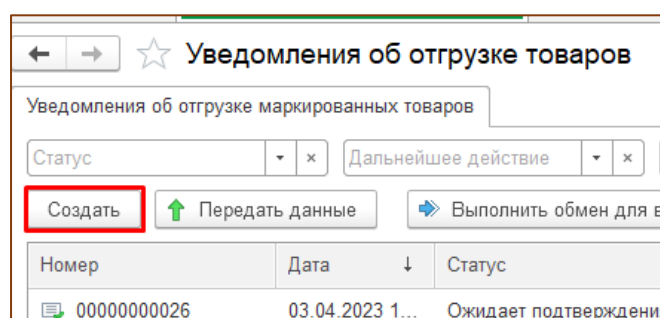 Уведомления об отгрузке товаров
Уведомления об отгрузке маркированных товаров
Статус Дальнейшее действие
Создать Передать данные Выполнить обмен для в
Номер Дата ↓ Статус
00000000026 03.04.2023 1... Ожидает подтверждени